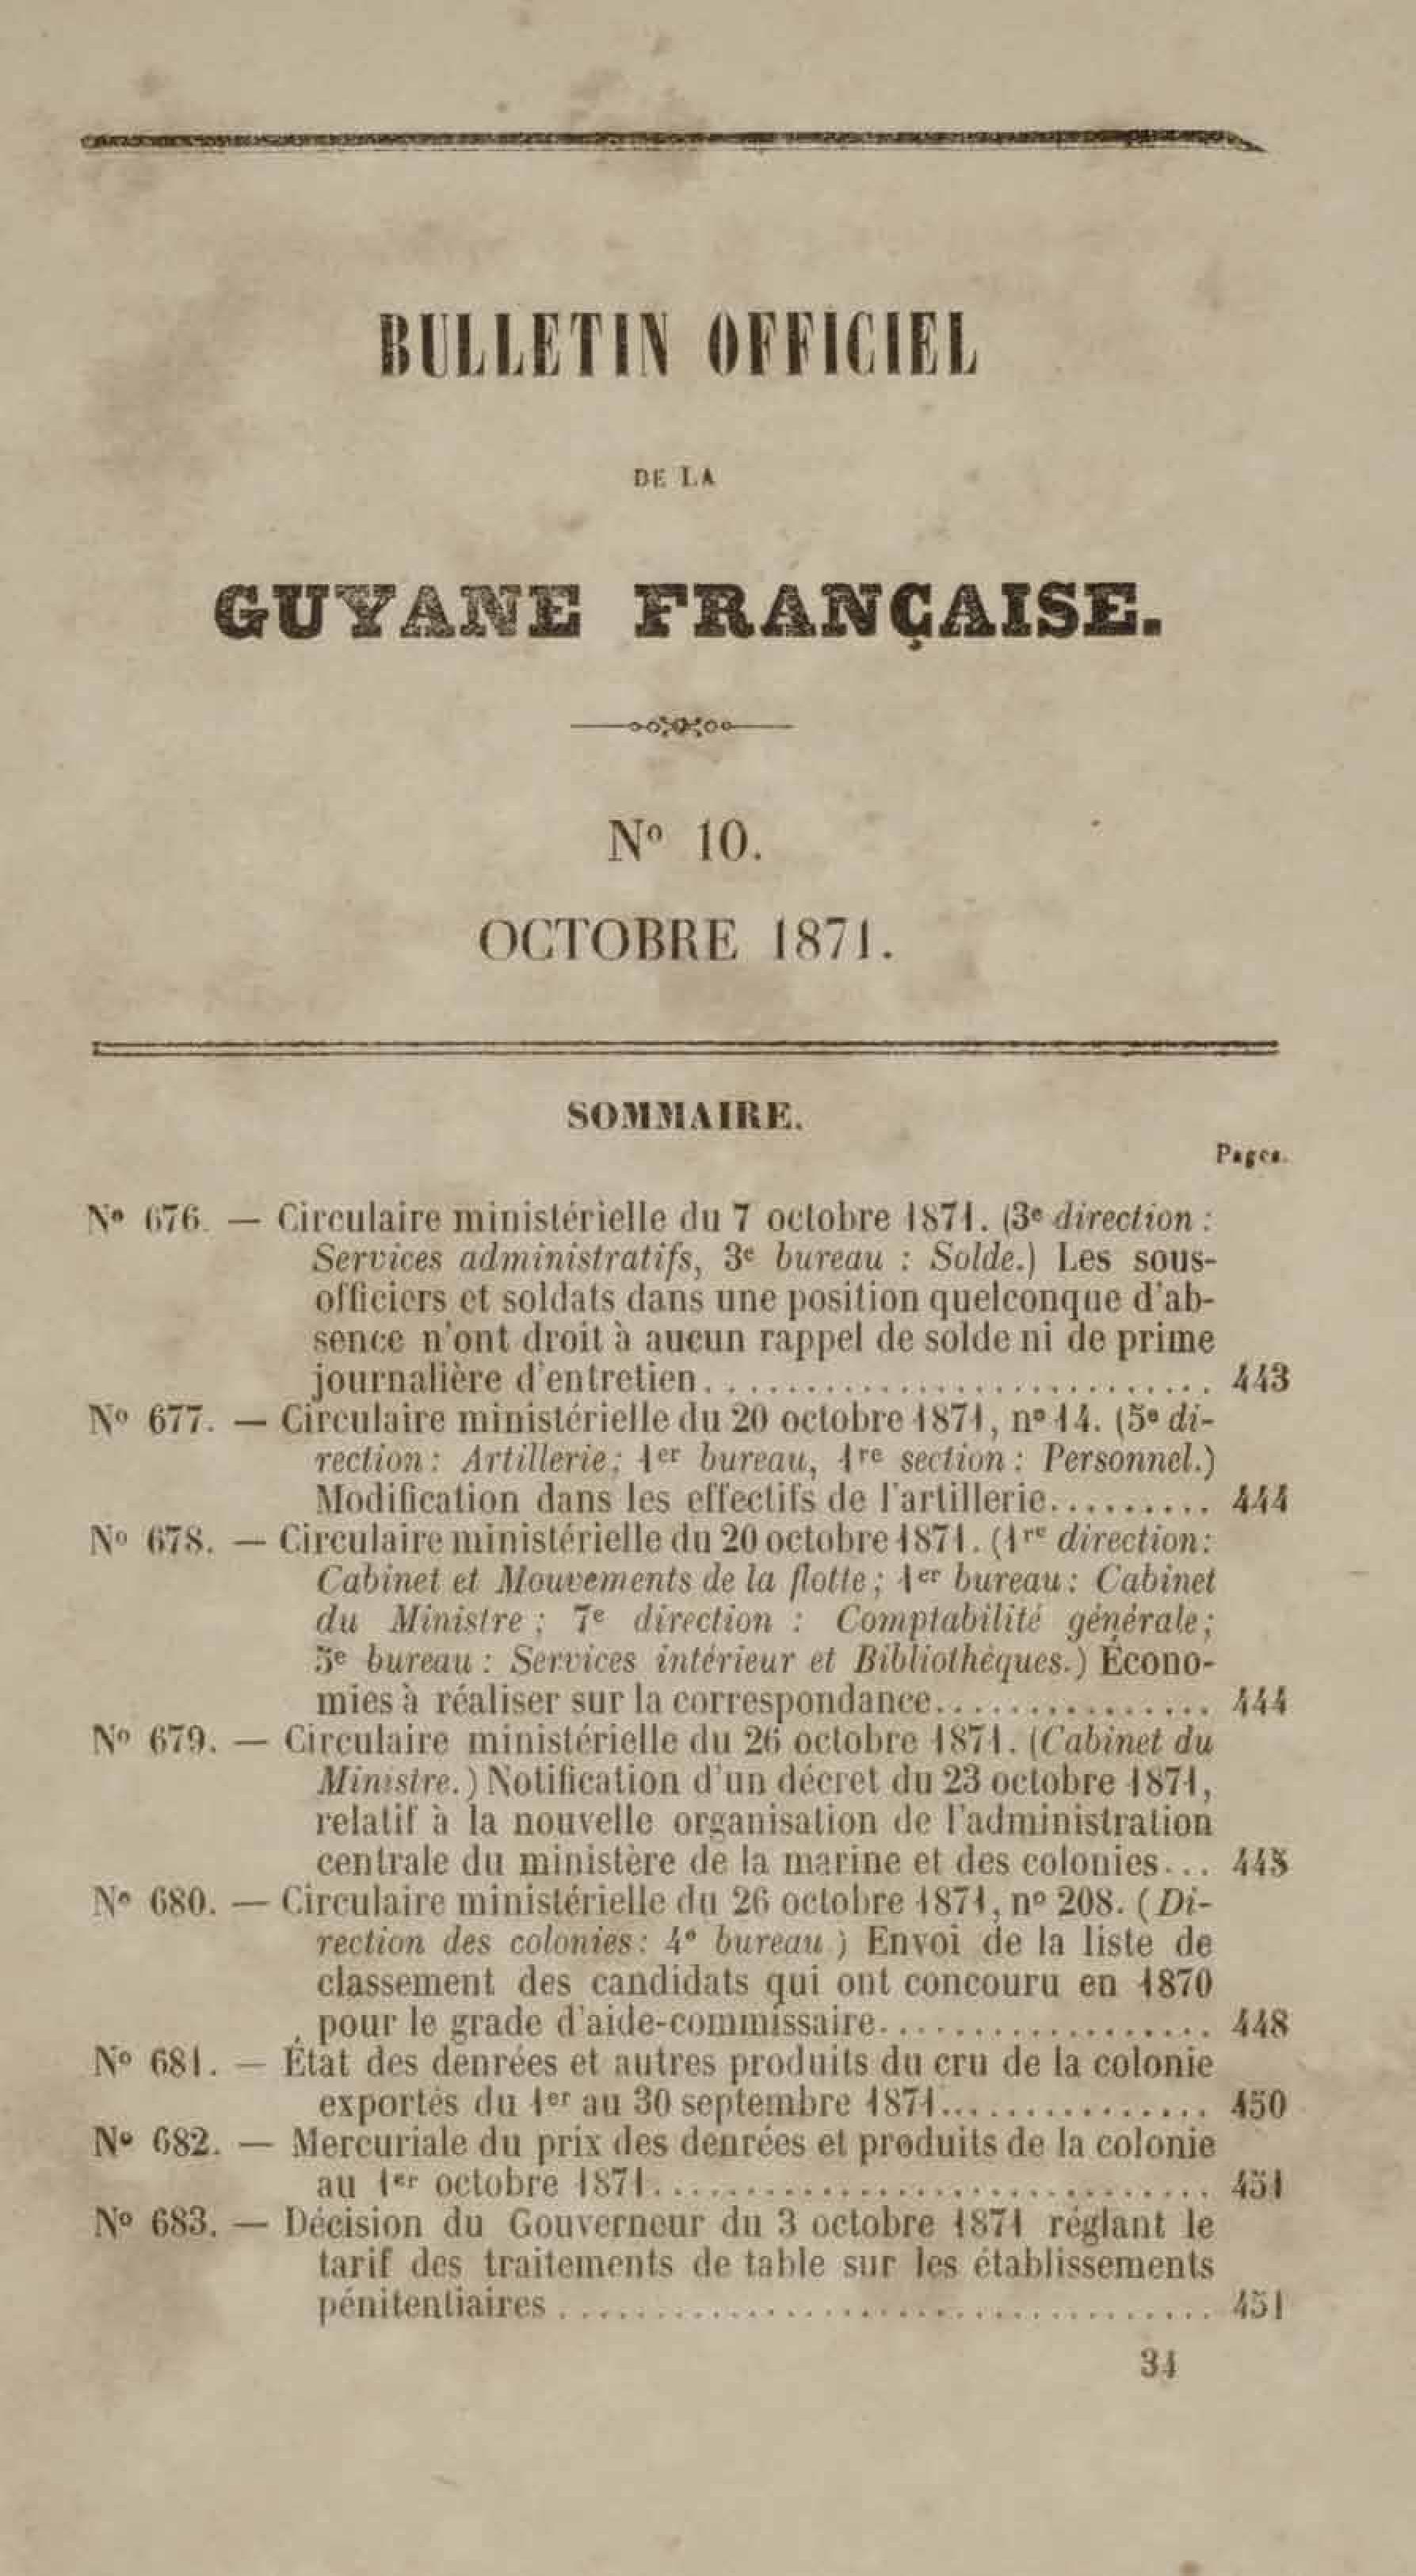 BULLETIN OFFICIEL
DE LA
GUYANE FRANÇAISE.
Nº 10.
OCTOBRE 1871.
SOMMAIRE.
Pages.
Nº 676. — Circulaire ministérielle du 7 octobre 1871. (3e direction :
Services administratifs, 3e bureau : Solde.) Les sous-
officiers et soldats dans une position quelconque d'ab-
sence n'ont droit à aucun rappel de solde ni de prime
journalière d'entretien........................... 443
Nº 677. — Circulaire ministérielle du 20 octobre 1871, nº 14. (5e di-
rection : Artillerie; 1er bureau, 1re section : Personnel.)
Modification dans les effectifs de l'artillerie......... 444
Nº 678. — Circulaire ministérielle du 20 octobre 1871. (1re direction:
Cabinet et Mouvements de la flotte; 1er bureau: Cabinet
du Ministre ; 7e direction : Comptabilité générale;
5e bureau : Services intérieur et Bibliothèques.) Écono-
mies à réaliser sur la correspondance............... 444
Nº 679. — Circulaire ministérielle du 26 octobre 1871. (Cabinet du
Ministre.) Notification d'un décret du 23 octobre 1871,
relatif à la nouvelle organisation de l'administration
centrale du ministère de la marine et des colonies... 445
Nº 680. — Circulaire ministérielle du 26 octobre 1871, nº 208. (Di-
rection des colonies: 4e bureau.) Envoi de la liste de
classement des candidats qui ont concouru en 1870
pour le grade d'aide-commissaire.................. 448
Nº 681. — État des denrées et autres produits du cru de la colonie
exportés du 1er au 30 septembre 1871............... 450
Nº 682. — Mercuriale du prix des denrées et produits de la colonie
au 1er octobre 1871.............................. 451
Nº 683. — Décision du Gouverneur du 3 octobre 1871 réglant le
tarif des traitements de table sur les établissements
pénitentiaires................................... 451
34